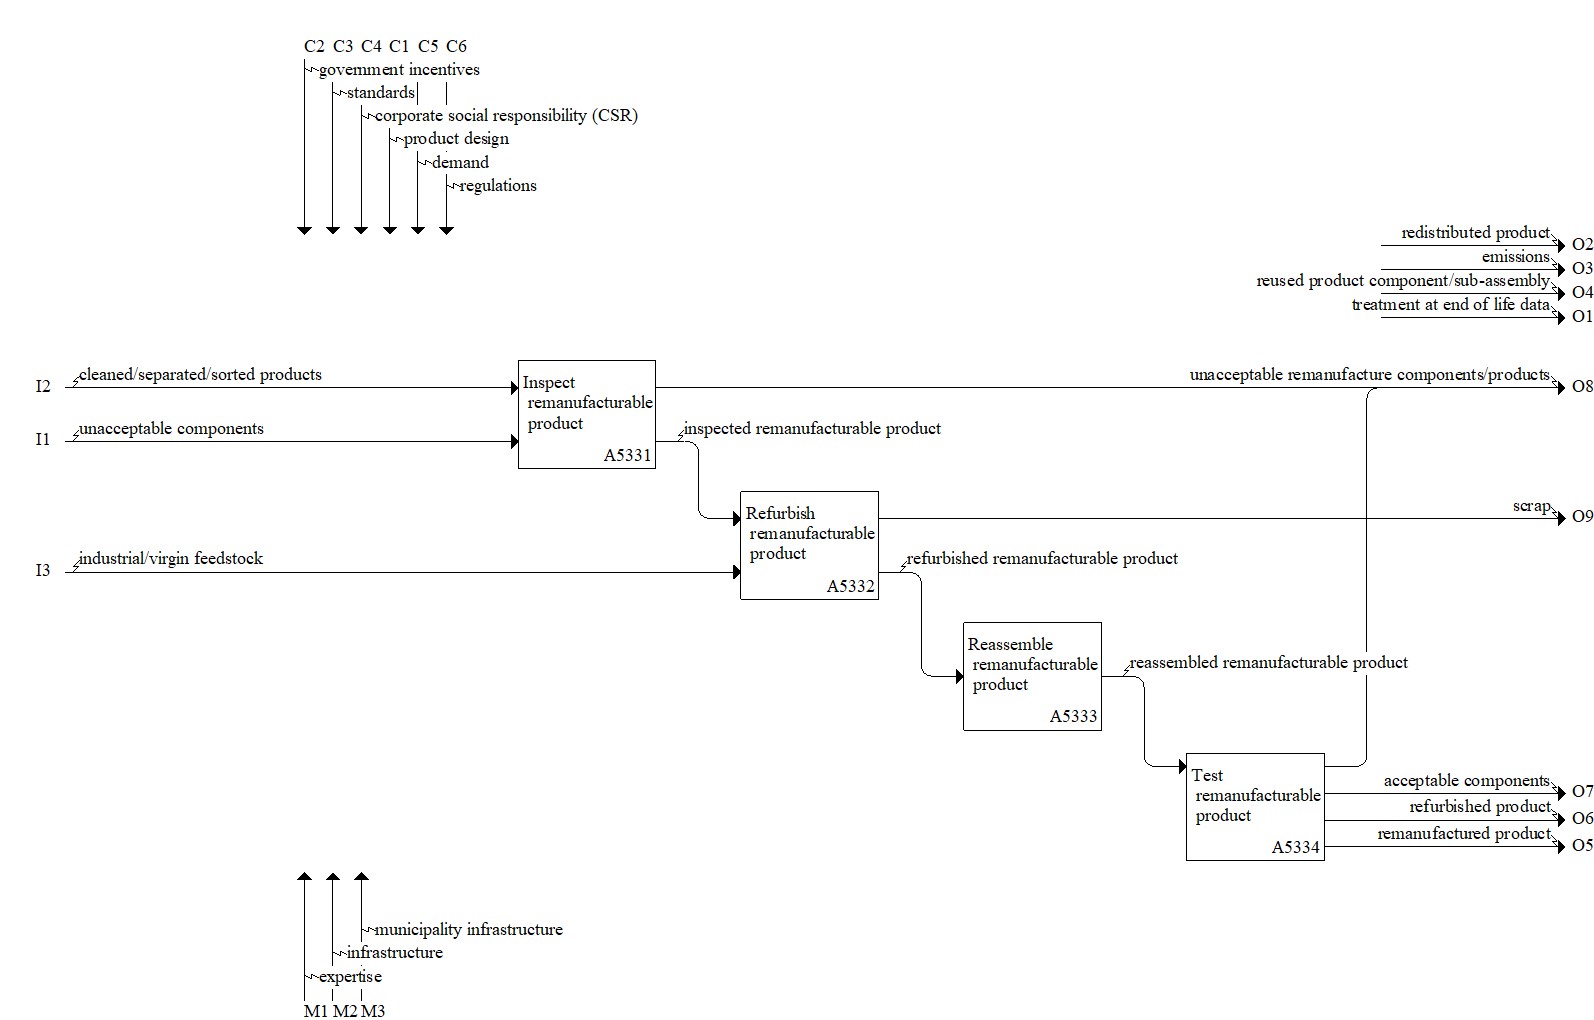 C2 C3 C4 C1 C5 C6
government incentives
standards
corporate social responsibility (CSR)
product design
demand
regulations
redistributed product
O2
emissions
O3
reused product component/sub-assembly
O4
treatment at end of life data
O1
I2
cleaned/separated/sorted products
I1
unacceptable components
Inspect
remanufacturable
product
A5331
unacceptable remanufacture components/products
O8
inspected remanufacturable product
I3
industrial/virgin feedstock
Refurbish
remanufacturable
product
A5332
scrap
O9
refurbished remanufacturable product
Reassemble
remanufacturable
product
A5333
reassembled remanufacturable product
Test
remanufacturable
product
A5334
acceptable components
O7
refurbished product
O6
remanufactured product
O5
municipality infrastructure
infrastructure
expertise
M1 M2 M3